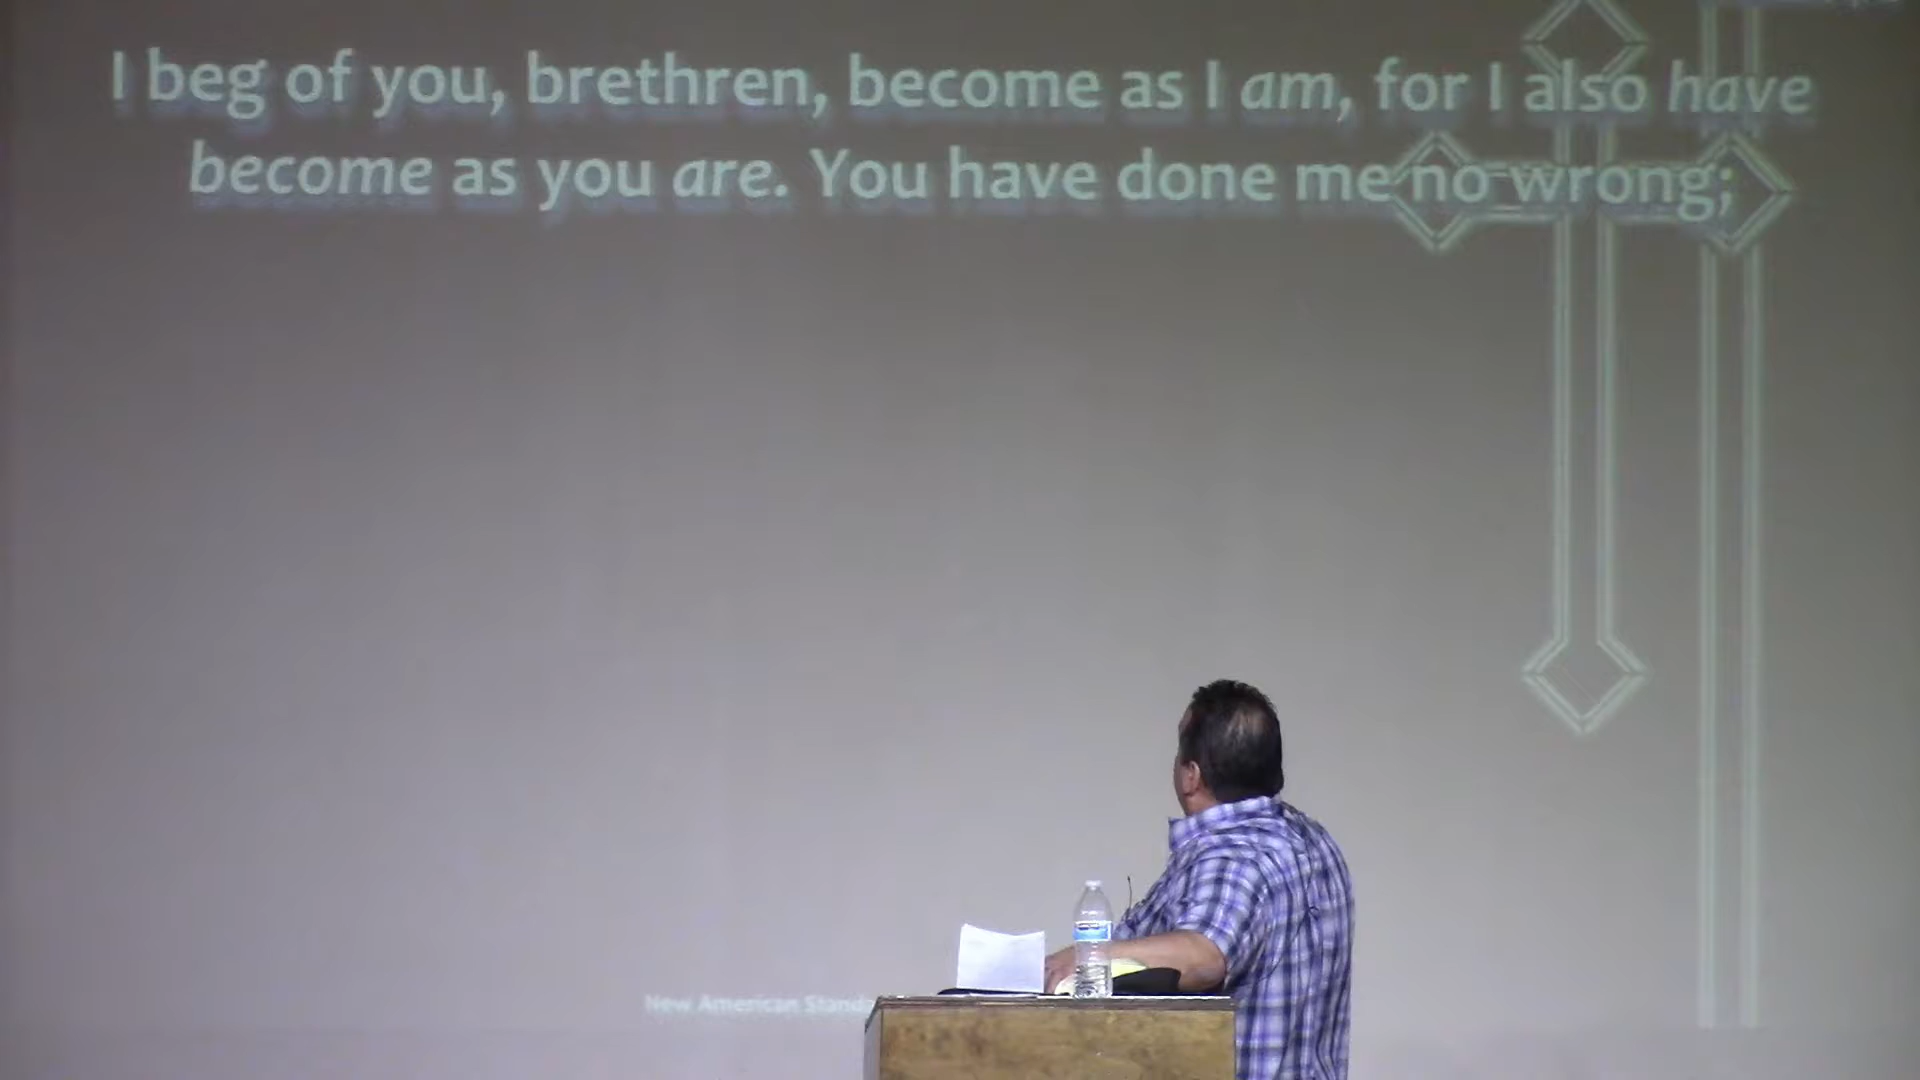 I beg of you, brethren, become as I am, for I also have
become as you are. You have done me no wrong;
New American